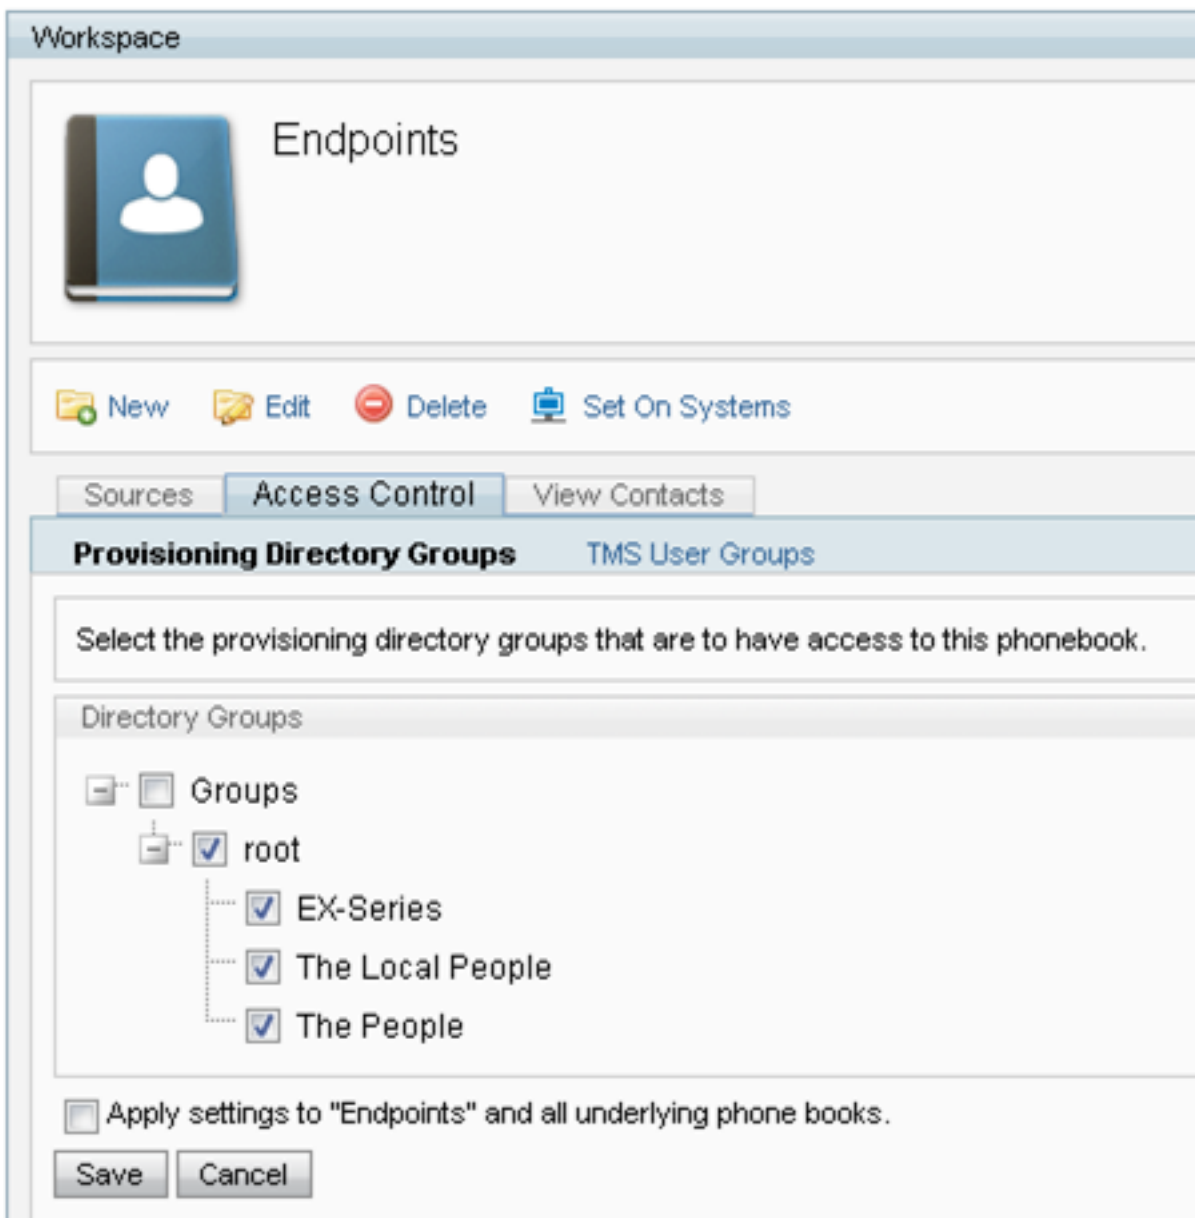 Workspace
Endpoints
New Edit Delete Set On Systems
Sources Access Control View Contacts
Provisioning Directory Groups TMS User Groups
Select the provisioning directory groups that are to have access to this phonebook.
Directory Groups
Groups
root
EX-Series
The Local People
The People
Apply settings to "Endpoints" and all underlying phone books.
Save Cancel